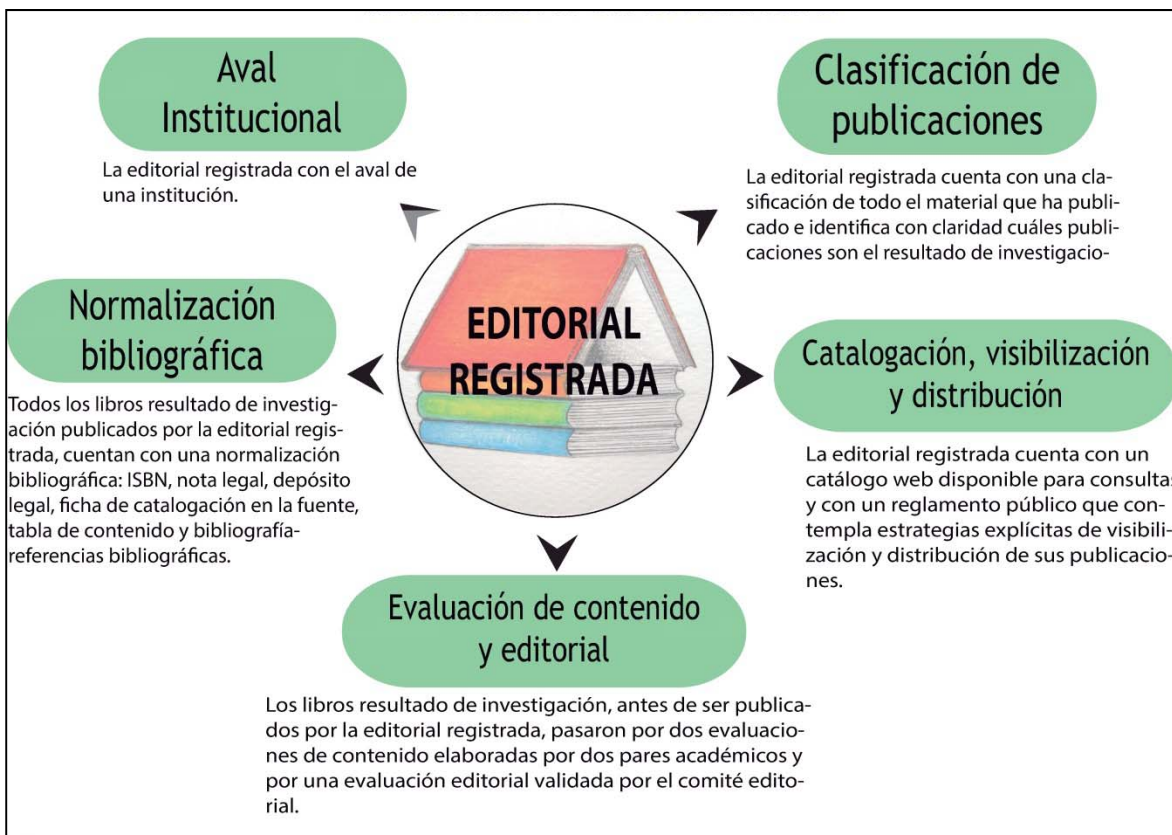 Aval
Institucional
La editorial registrada con el aval de
una institución.
Clasificación de
publicaciones
La editorial registrada cuenta con una cla-
sificación de todo el material que ha publi-
cado e identifica con claridad cuáles publi-
caciones son el resultado de investigacio-
Normalización
bibliográfica
Todos los libros resultado de investig-
ación publicados por la editorial regis-
trada, cuentan con una normalización
bibliográfica: ISBN, nota legal, depósito
legal, ficha de catalogación en la fuente,
tabla de contenido y bibliografía-
referencias bibliográficas.
EDITORIAL
REGISTRADA
Catalogación, visibilización
y distribución
La editorial registrada cuenta con un
catálogo web disponible para consultas
y con un reglamento público que con-
templa estrategias explícitas de visibili-
zación y distribución de sus publicacio-
nes.
Evaluación de contenido
y editorial
Los libros resultado de investigación, antes de ser publica-
dos por la editorial registrada, pasaron por dos evaluacio-
nes de contenido elaboradas por dos pares académicos y
por una evaluación editorial validada por el comité edito-
rial.